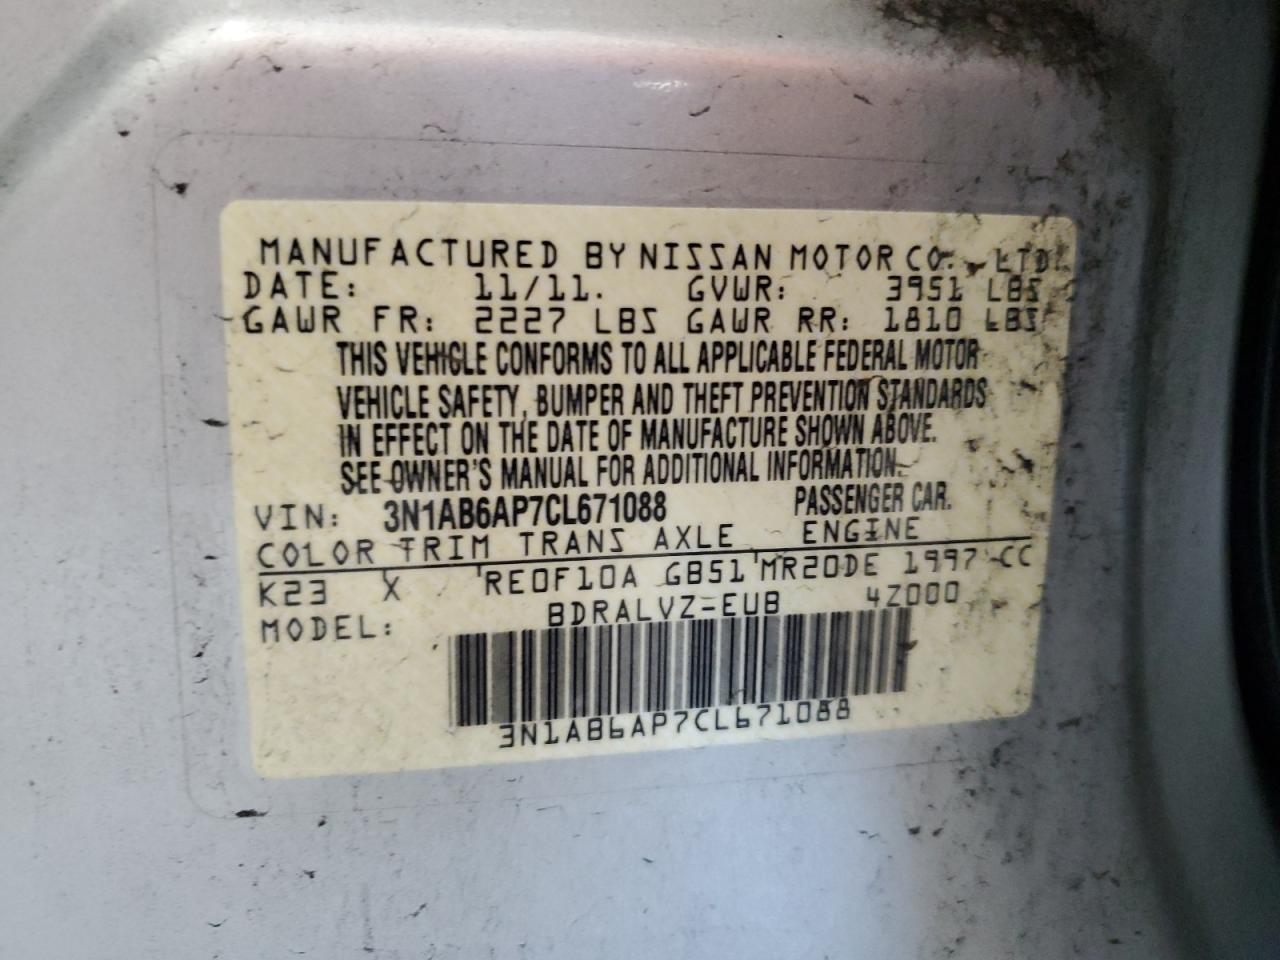 MANUFACTURED BY NISSAN MOTOR CO., LTD.
DATE: 11/11. GVWR: 3951 LBS
GAWR FR: 2227 LBS GAWR RR: 1810 LBS
THIS VEHICLE CONFORMS TO ALL APPLICABLE FEDERAL MOTOR
VEHICLE SAFETY, BUMPER AND THEFT PREVENTION STANDARDS
IN EFFECT ON THE DATE OF MANUFACTURE SHOWN ABOVE.
SEE OWNER'S MANUAL FOR ADDITIONAL INFORMATION.
VIN: 3N1AB6AP7CL671088 PASSENGER CAR.
COLOR TRIM TRANS AXLE ENGINE
K23 X RE0F10A GB51 MR20DE 1997 CC
MODEL: BDRALVZ-EUB 4Z000
3N1AB6AP7CL671088